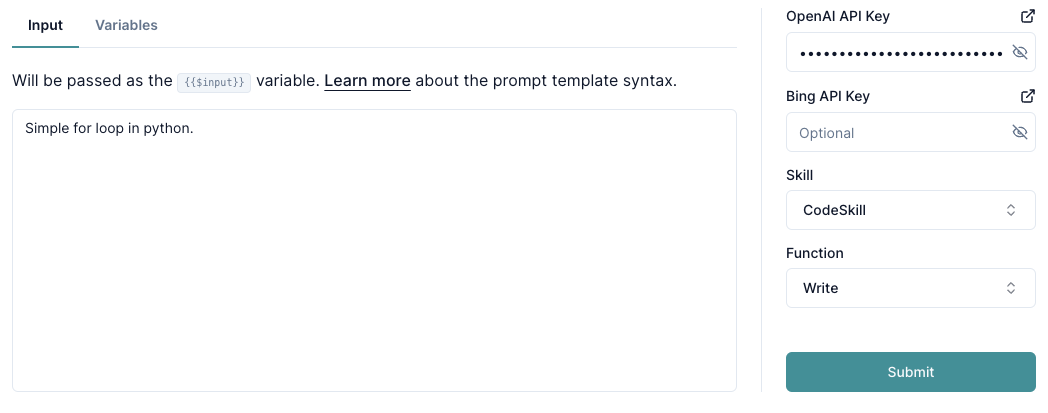 Input Variables
Will be passed as the {{$input}} variable. Learn more about the prompt template syntax.
Simple for loop in python.
OpenAI API Key
••••••••••••••••••••••••••
Bing API Key
Optional
Skill
CodeSkill
Function
Write
Submit